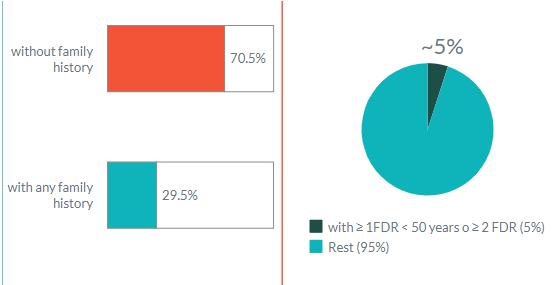 without family
history
70.5%
with any family
history
29.5%
~5%
with ≥ 1FDR < 50 years o ≥ 2 FDR (5%)
Rest (95%)